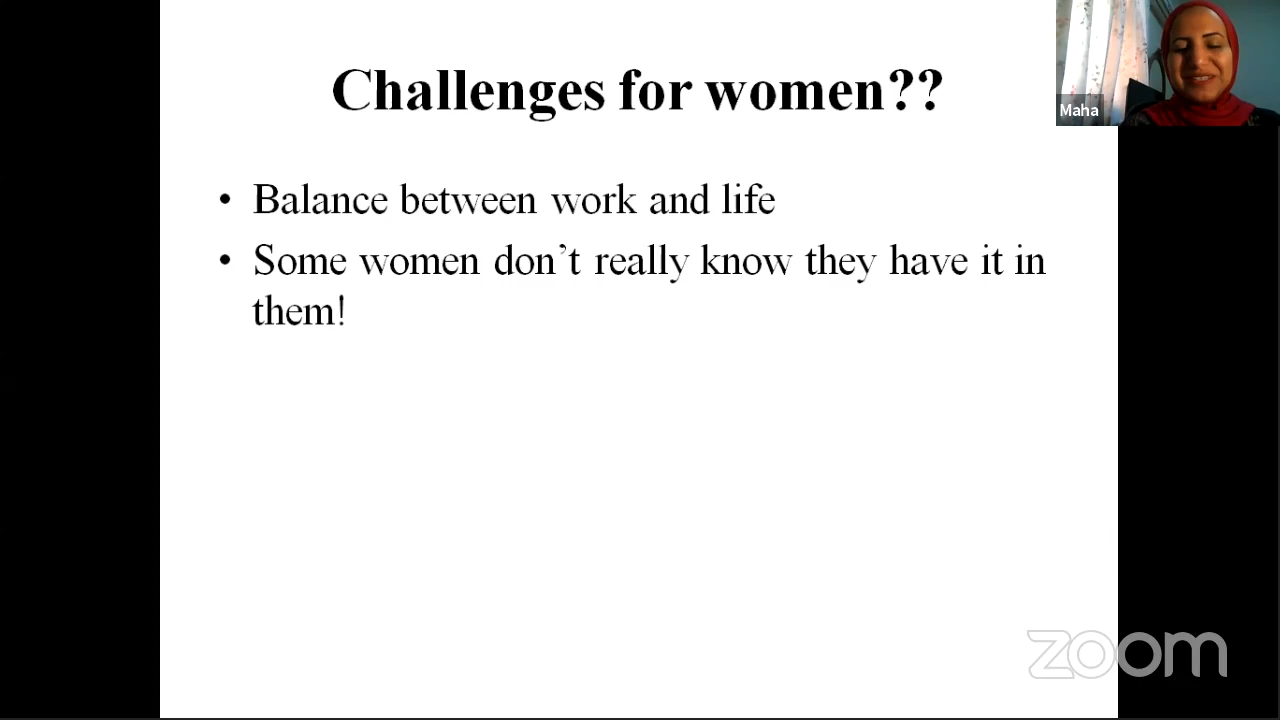 Challenges for women??
Maha
• Balance between work and life
• Some women don’t really know they have it in
them!
zoom